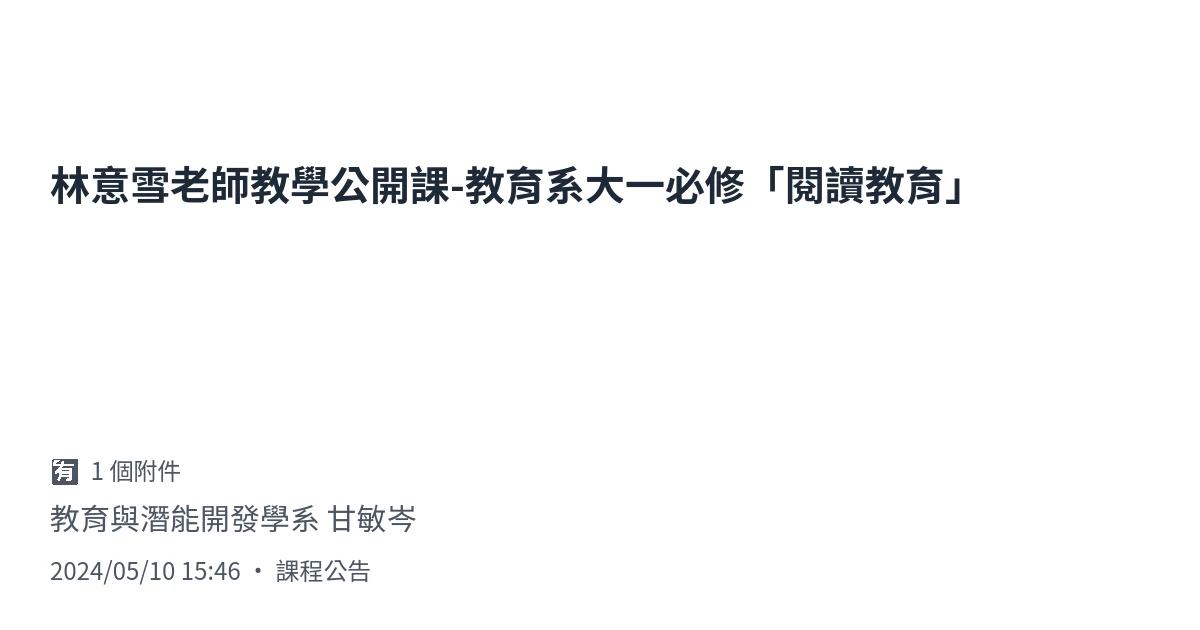 林意雪老師教學公開課-教育系大一必修「閱讀教育」
🈶 1 個附件
教育與潛能開發學系 甘敏岑
2024/05/10 15:46 • 課程公告